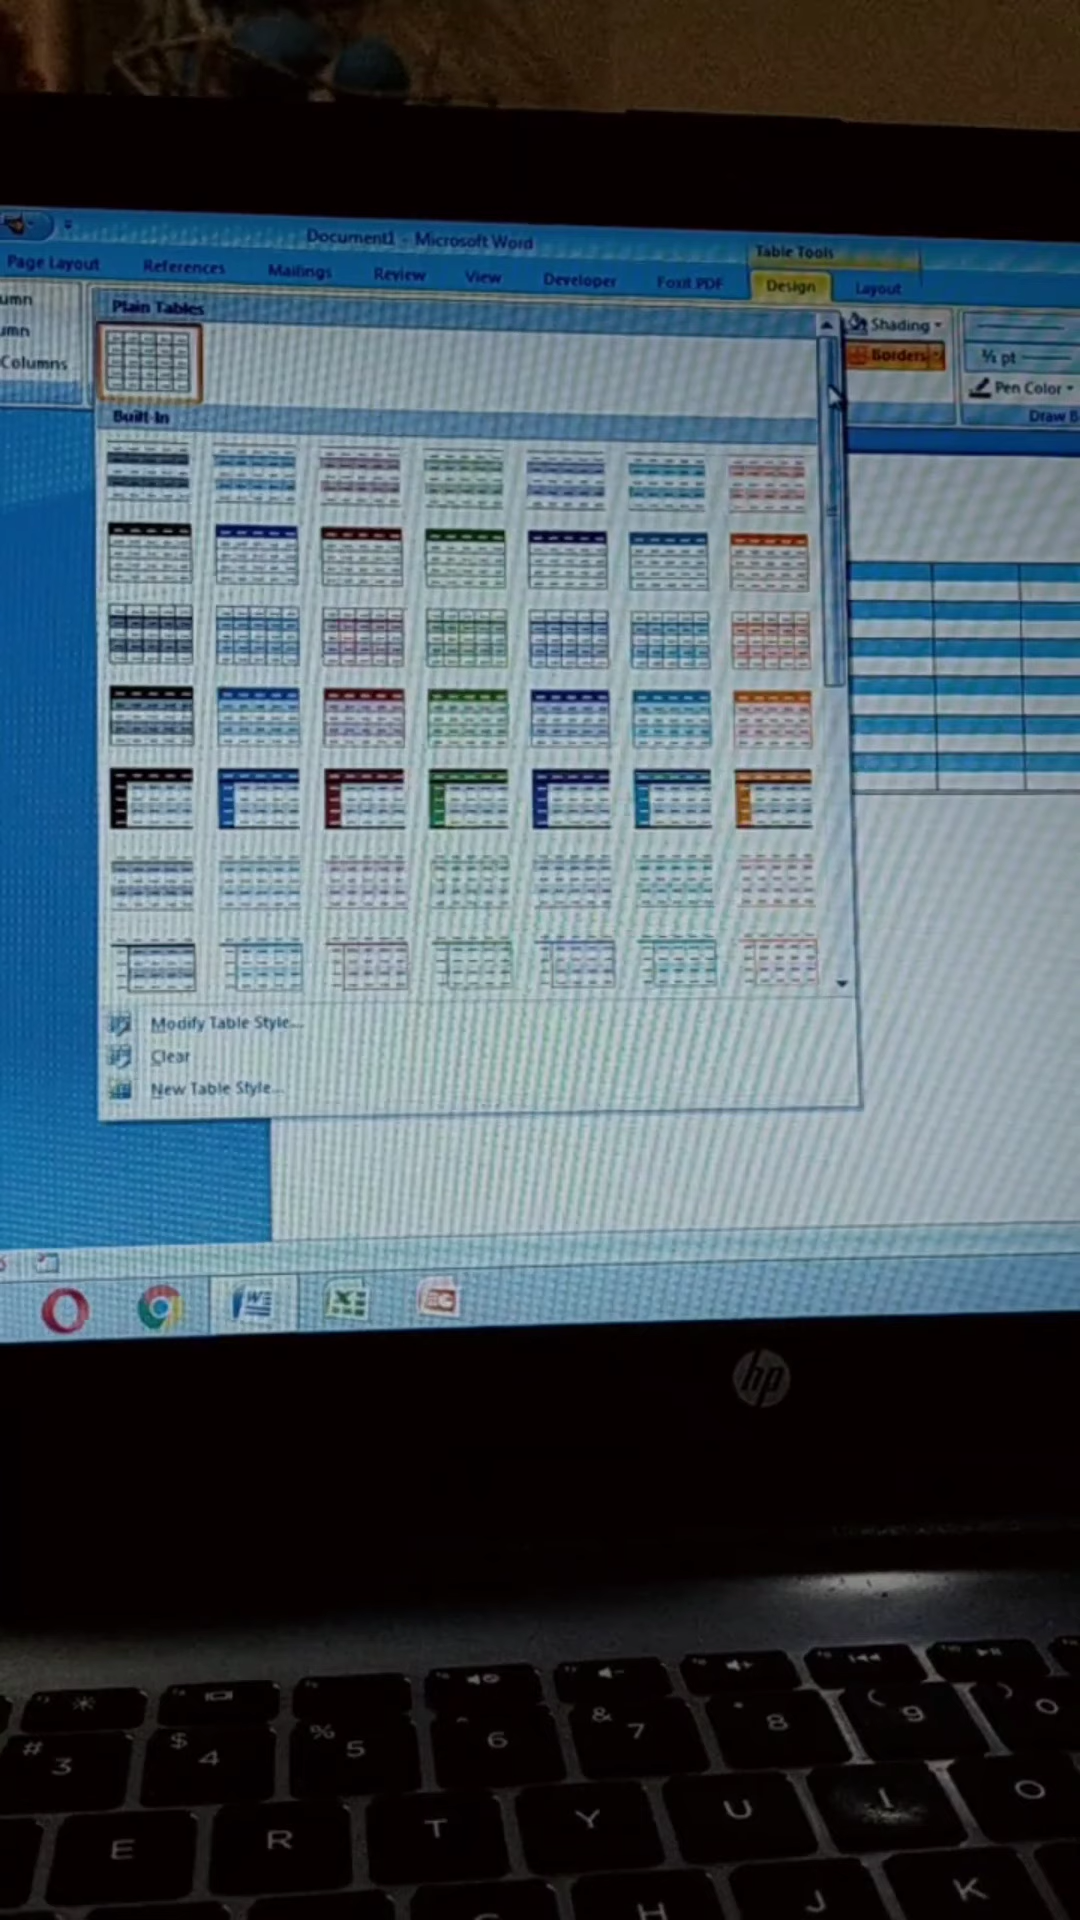 Document1 - Microsoft Word
Table Tools
Page Layout
References
Mailings
Review
View
Developer
Foxit PDF
Design
Layout
umn
umn
Columns
Plain Tables
Shading
Borders
½ pt
Pen Color
Draw B
Built-In
Modify Table Style...
Clear
New Table Style...
hp
# 3
$ 4
% 5
^ 6
& 7
* 8
( 9
) 0
E R T Y U I O
H J K